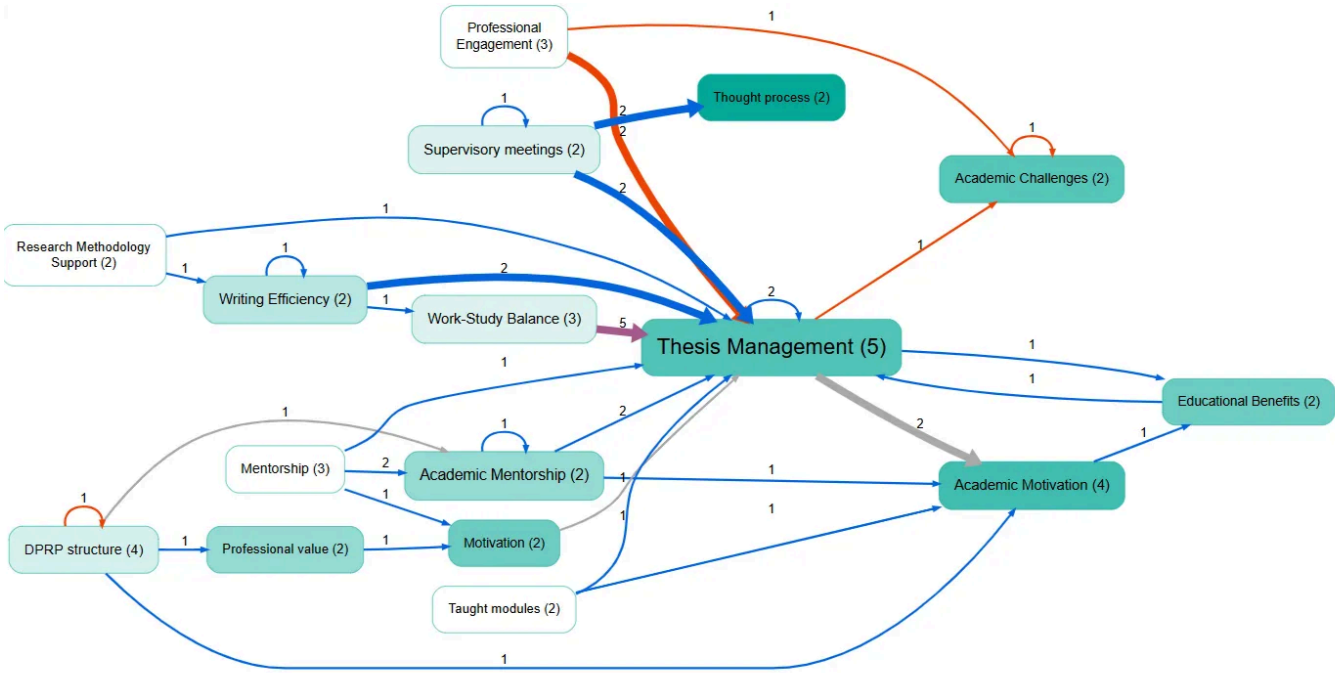 1
Professional
Engagement (3)
1
2
Thought process (2)
2
1
Supervisory meetings (2)
Academic Challenges (2)
2
1
1
Research Methodology
Support (2)
1
1
2
Writing Efficiency (2)
1
Work-Study Balance (3)
5
2
Thesis Management (5)
1
1
1
Educational Benefits (2)
1
2
1
2
1
Mentorship (3)
2
Academic Mentorship (2)
1
1
Academic Motivation (4)
1
1
1
DPRP structure (4)
1
Professional value (2)
1
Motivation (2)
1
1
Taught modules (2)
1